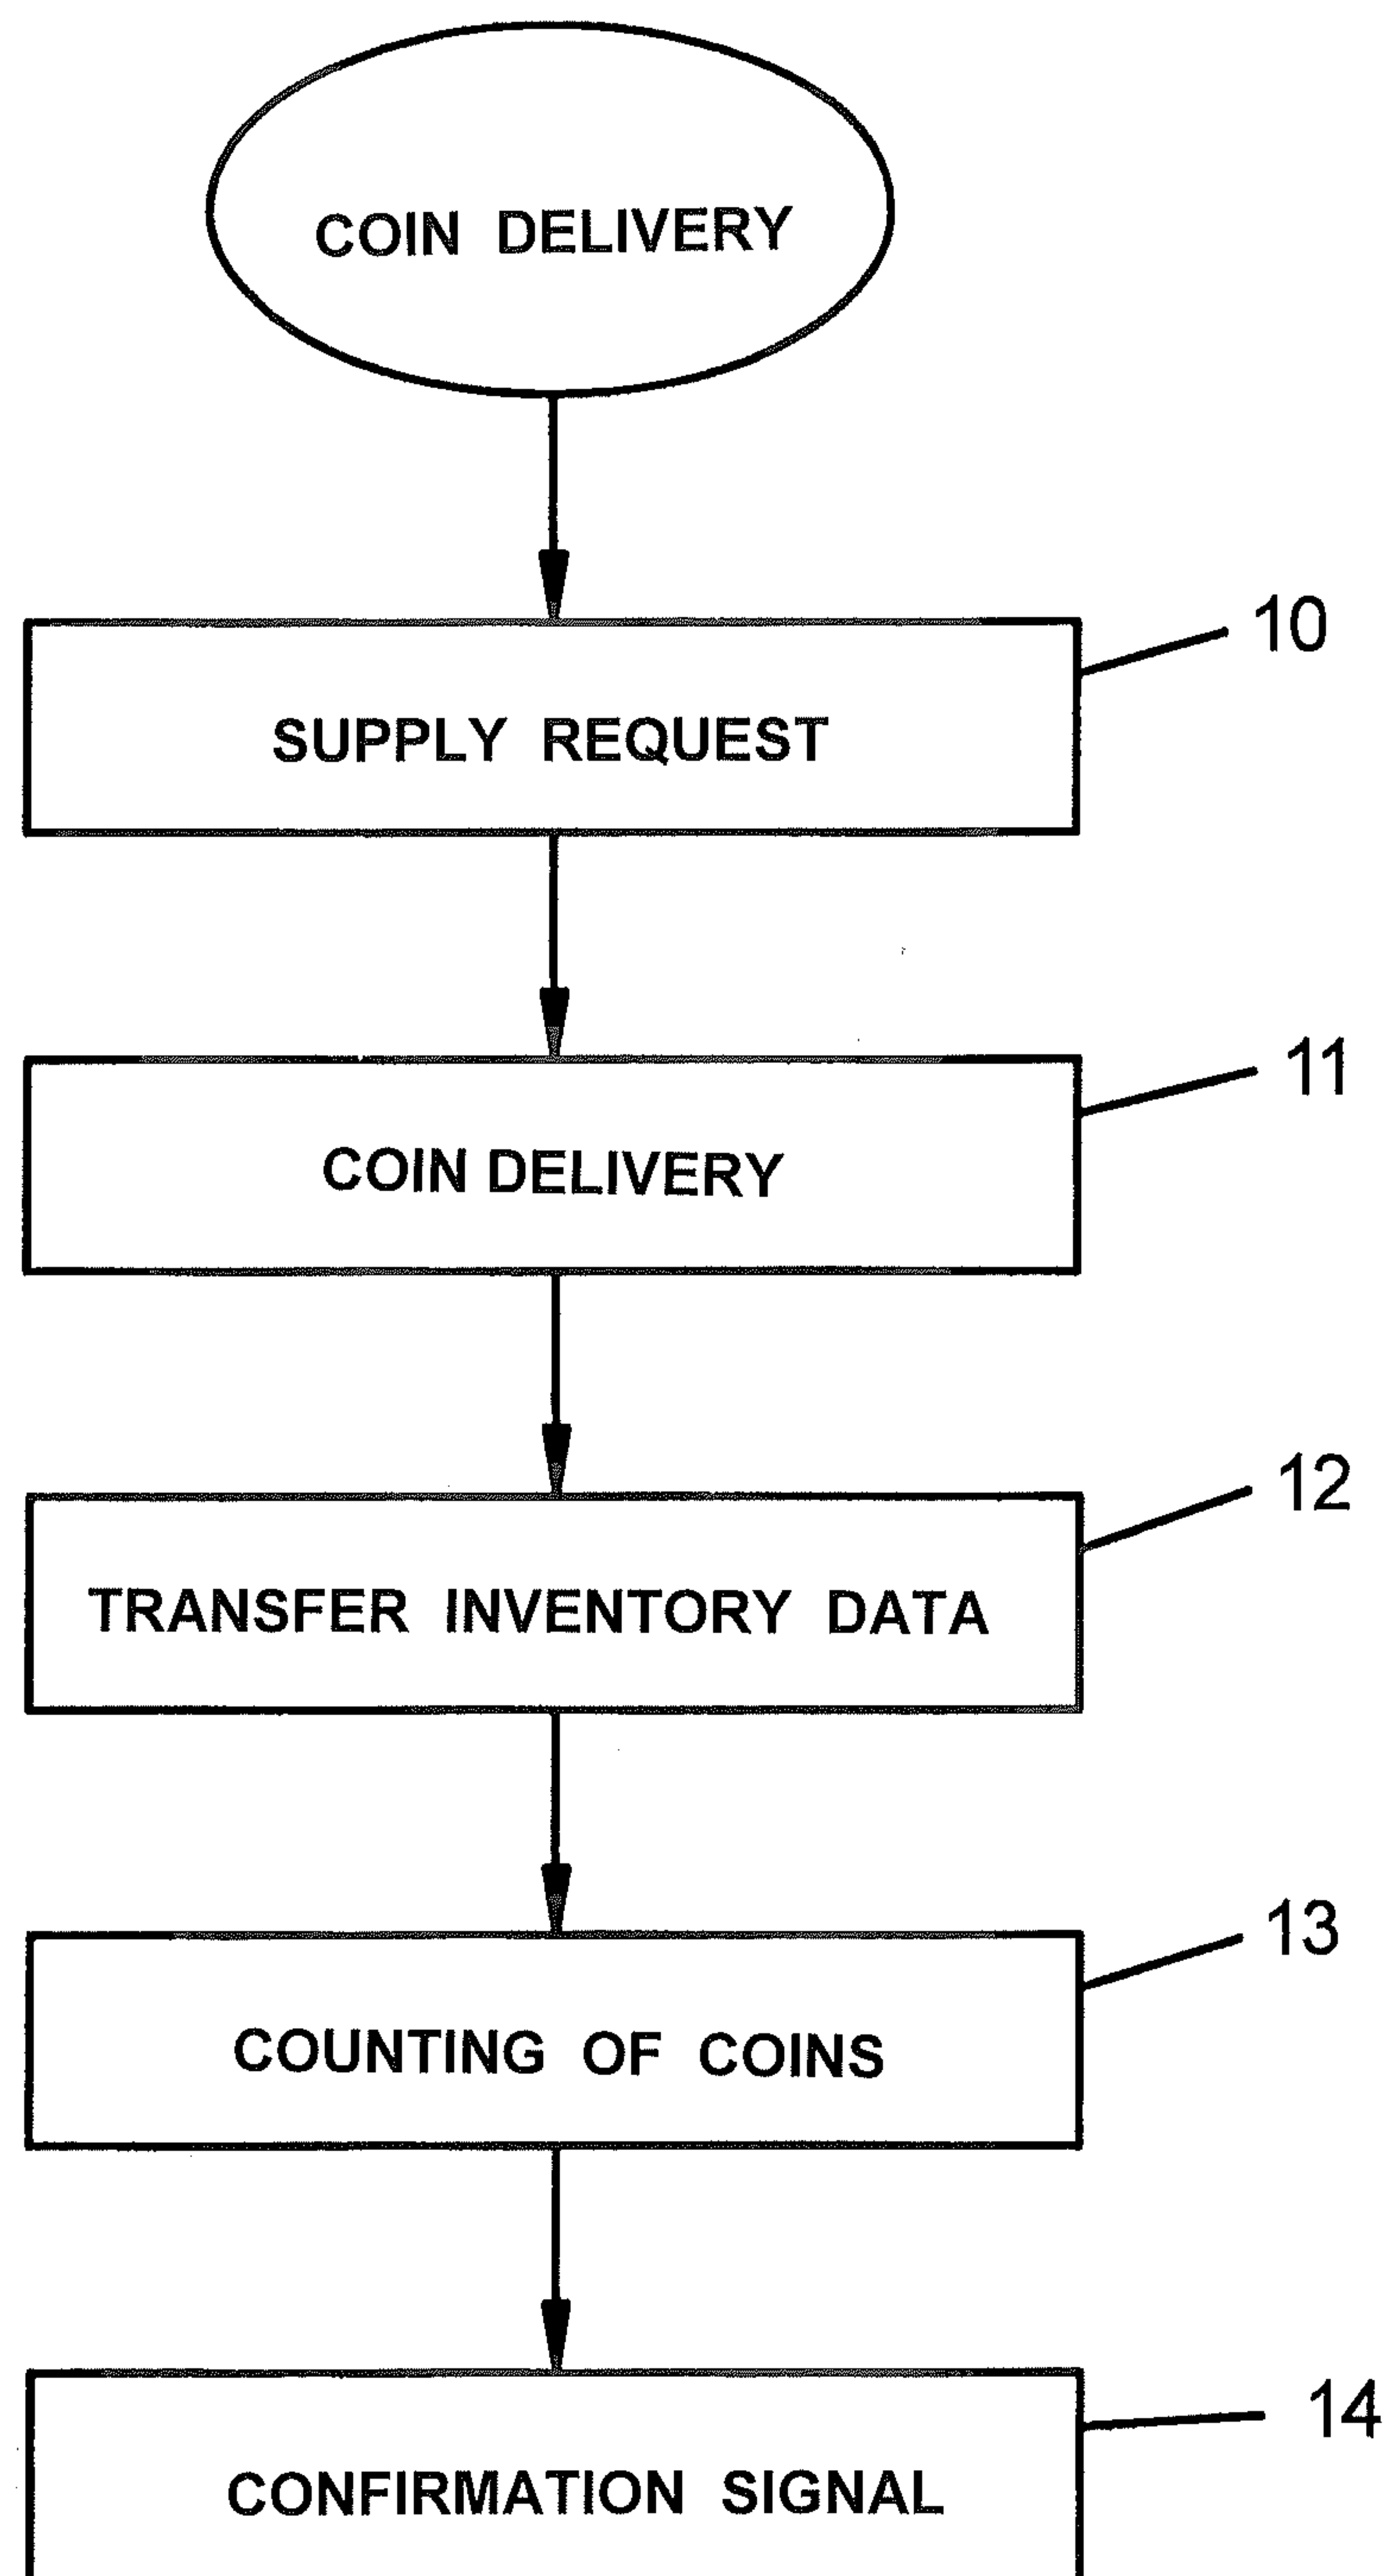 COIN DELIVERY
10
SUPPLY REQUEST
11
COIN DELIVERY
12
TRANSFER INVENTORY DATA
13
COUNTING OF COINS
14
CONFIRMATION SIGNAL